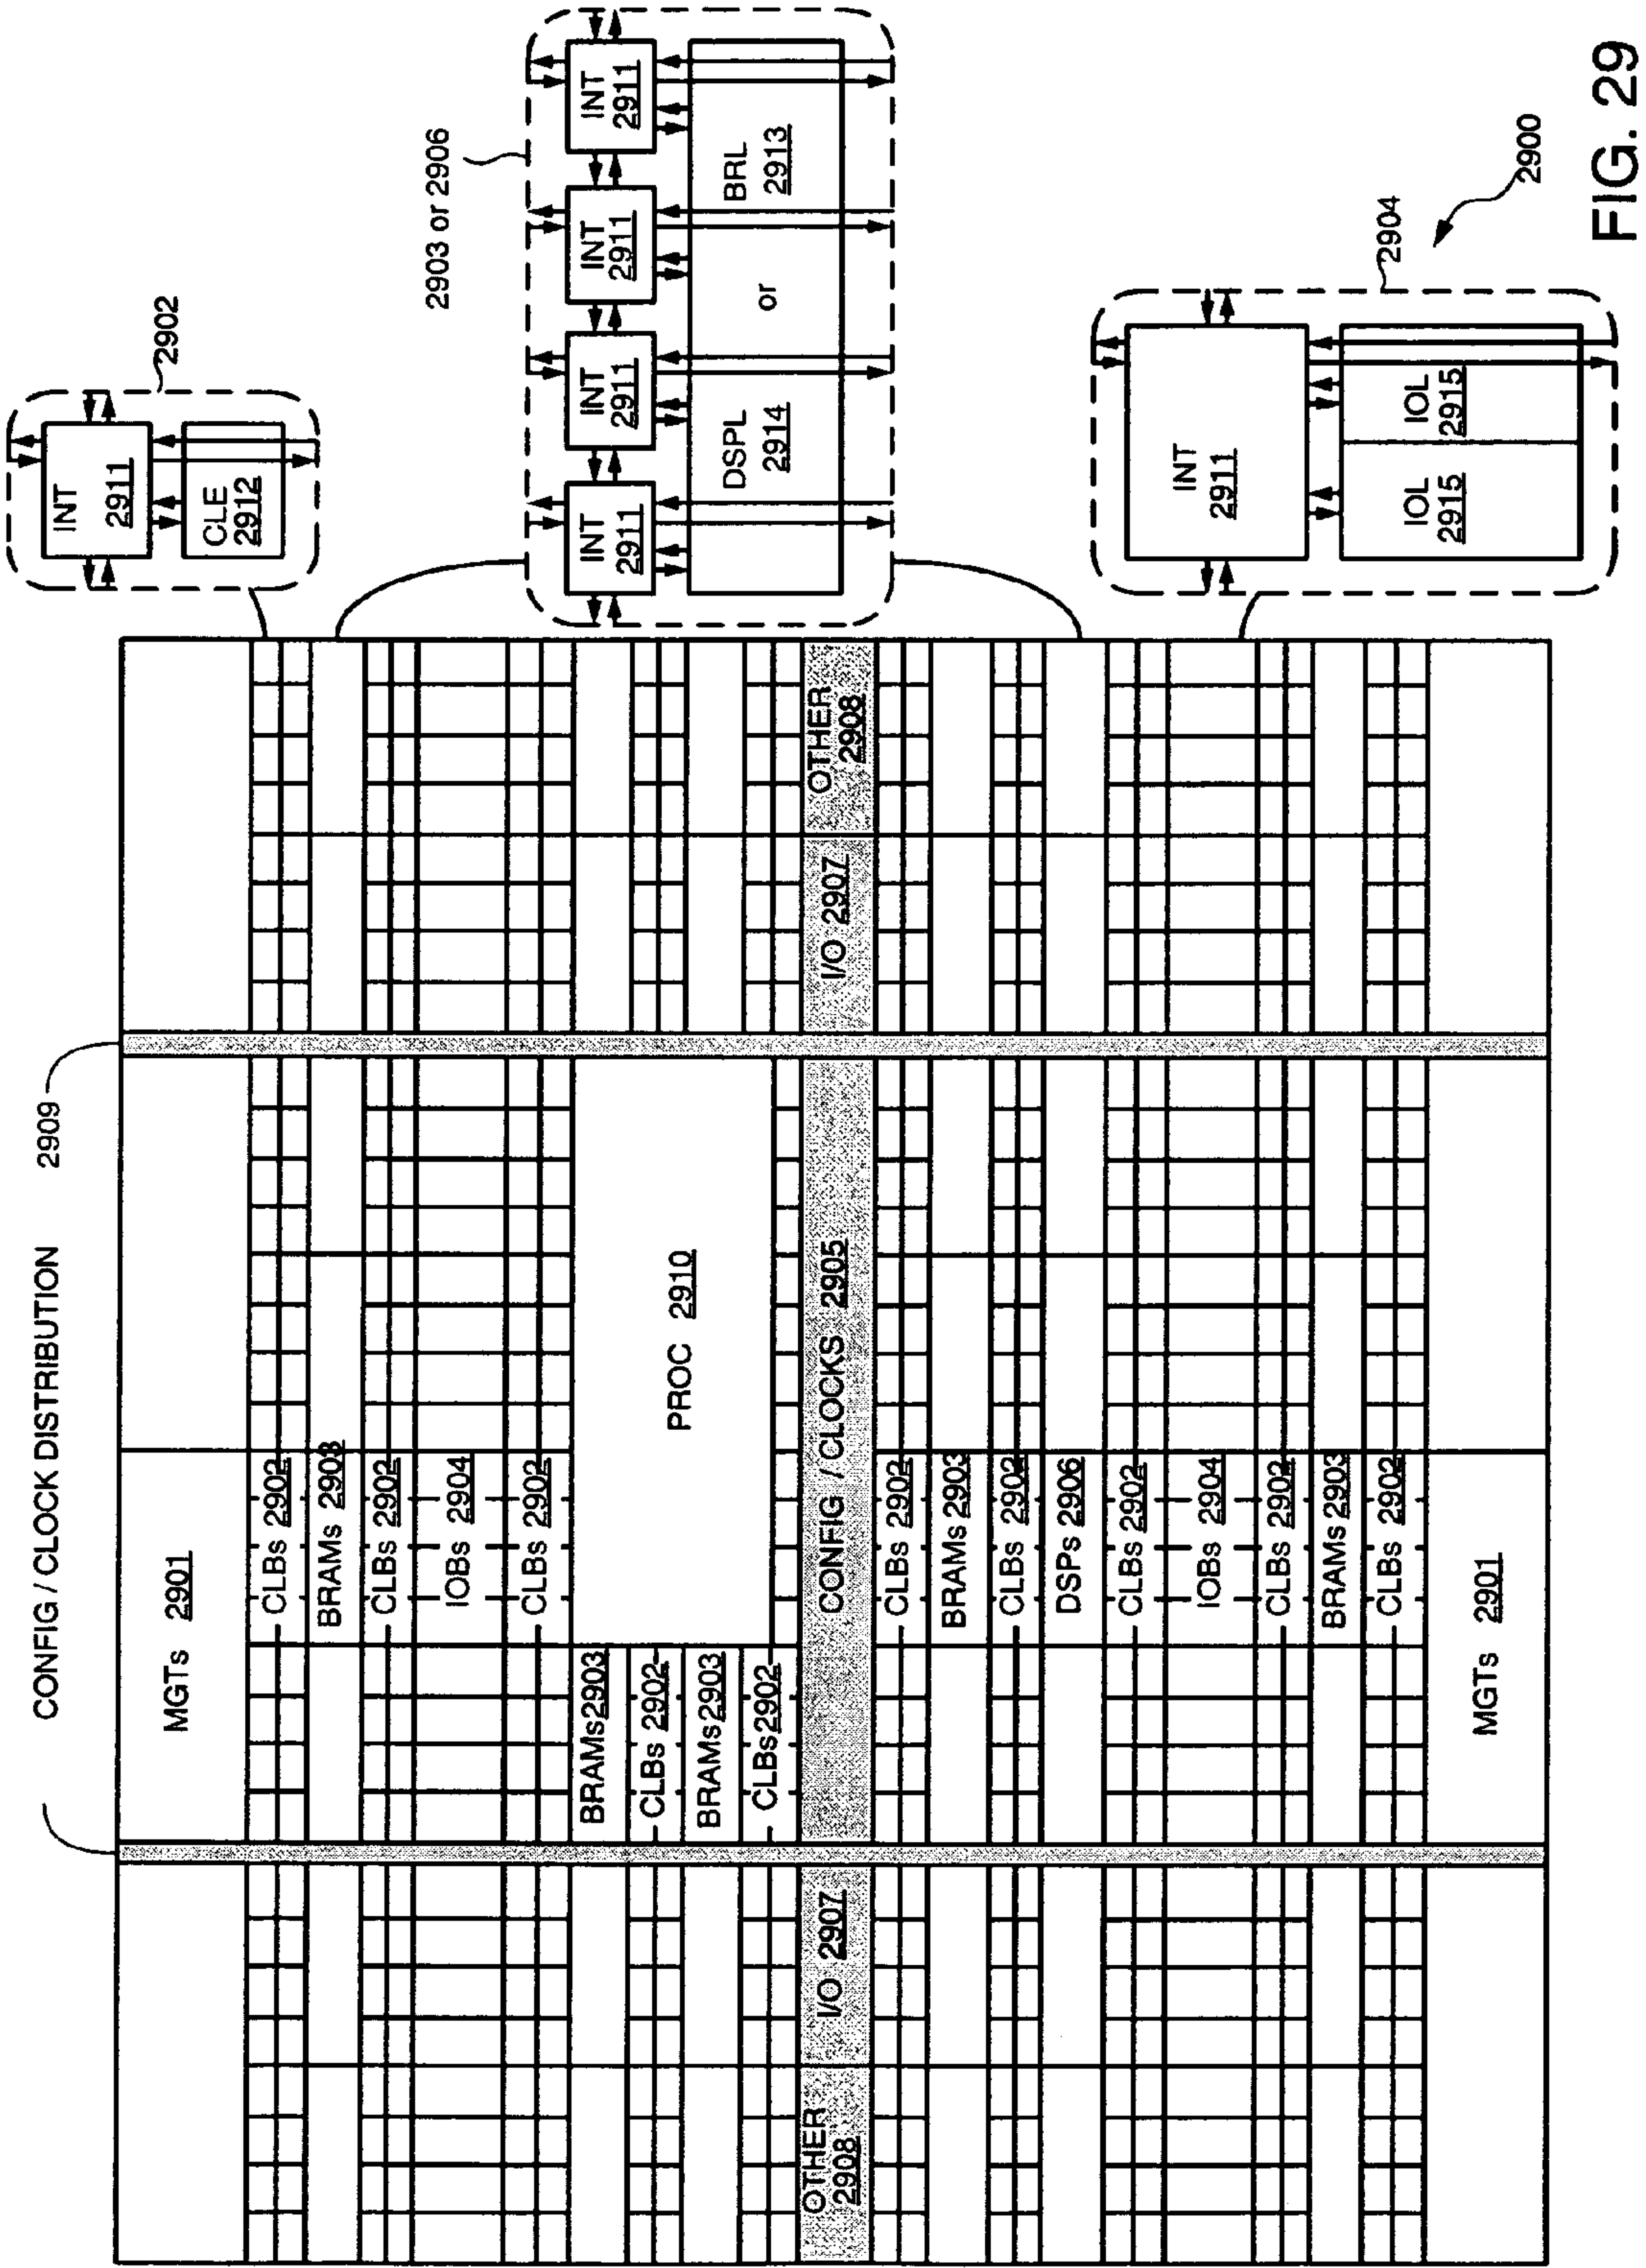 CONFIG / CLOCK DISTRIBUTION 2909
MGTs 2901
CLBs 2902
BRAMs 2903
CLBs 2902
IOBs 2904
CLBs 2902
BRAMs 2903
CLBs 2902
BRAMs 2903
CLBs 2902
PROC 2910
OTHER 2908
I/O 2907
CONFIG / CLOCKS 2905
I/O 2907
OTHER 2908
CLBs 2902
BRAMs 2903
CLBs 2902
DSPs 2906
CLBs 2902
IOBs 2904
CLBs 2902
BRAMs 2903
CLBs 2902
MGTs 2901
INT 2911
CLE 2912
2902
2903 or 2906
INT 2911
INT 2911
INT 2911
INT 2911
DSPL 2914
or
BRL 2913
INT 2911
IOL 2915
IOL 2915
2904
2900
FIG. 29